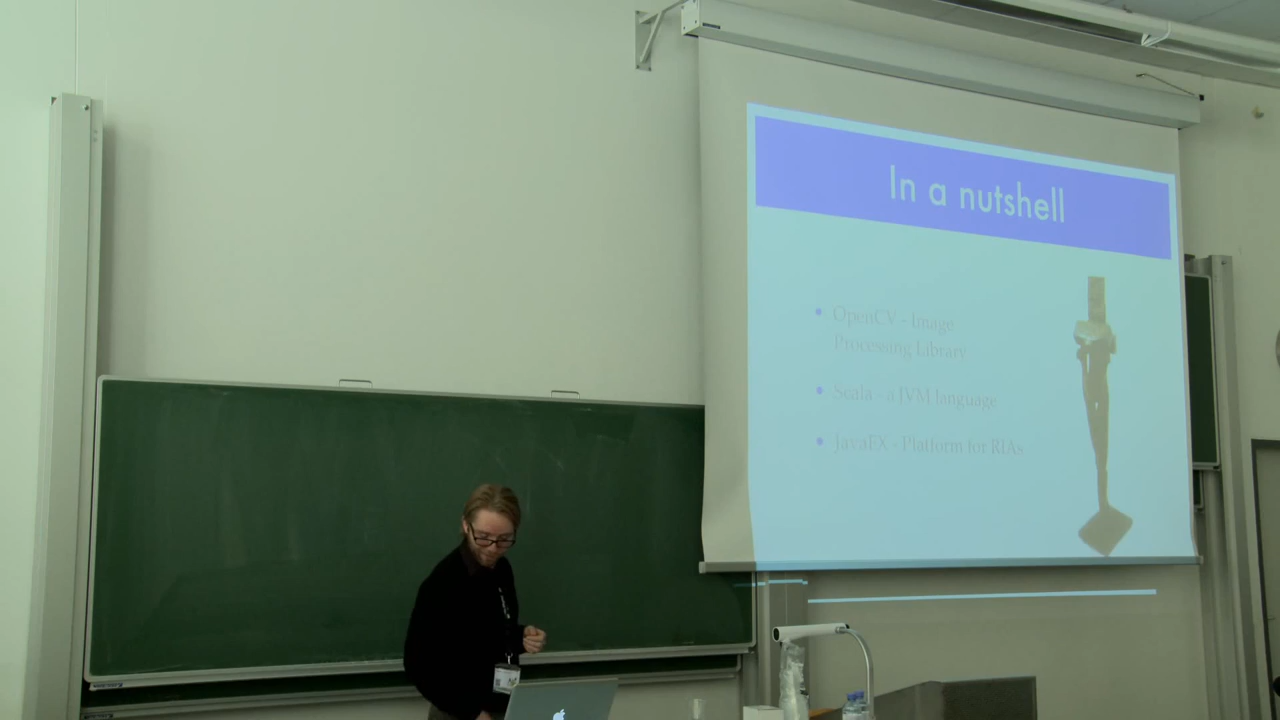 In a nutshell
OpenCV - Image
Processing Library
Scala - a JVM language
JavaFX - Platform for RIAs